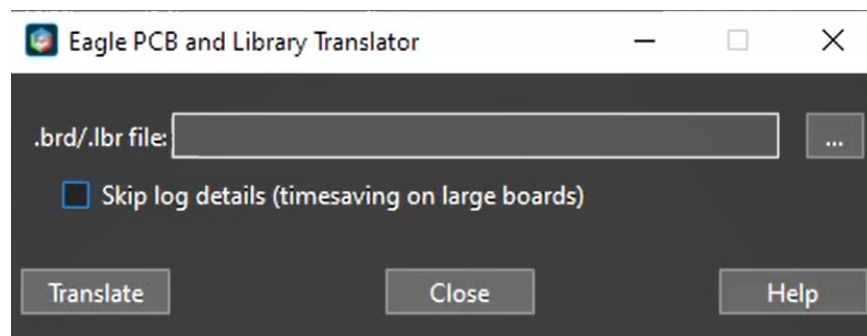 Eagle PCB and Library Translator
.brd/.lbr file:
...
Skip log details (timesaving on large boards)
Translate Close Help